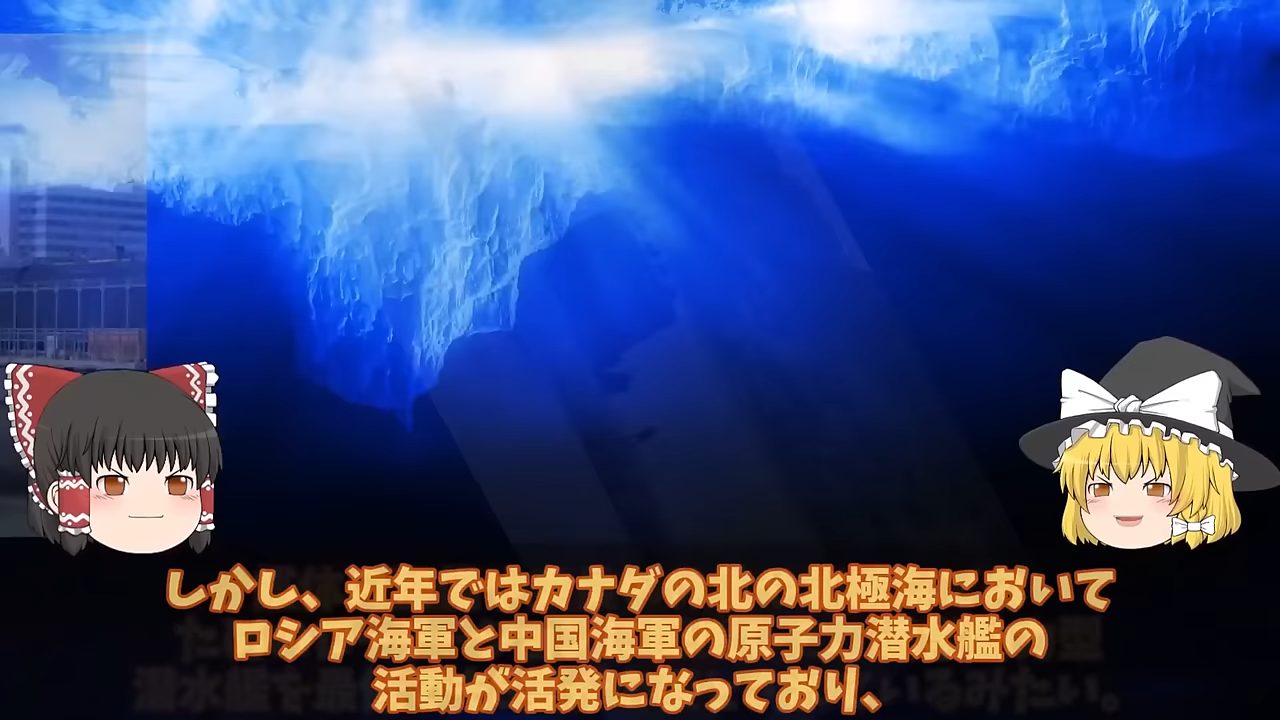 しかし、近年ではカナダの北の北極海において
ロシア海軍と中国海軍の原子力潜水艦の
活動が活発になっており、